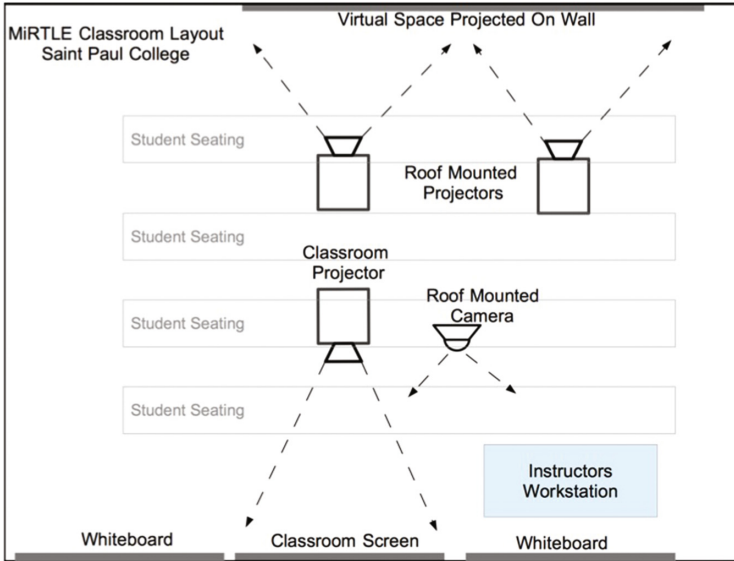 MiRTLE Classroom Layout
Saint Paul College
Virtual Space Projected On Wall
Student Seating
Roof Mounted
Projectors
Student Seating
Classroom
Projector
Roof Mounted
Camera
Student Seating
Student Seating
Instructors
Workstation
Whiteboard
Classroom Screen
Whiteboard